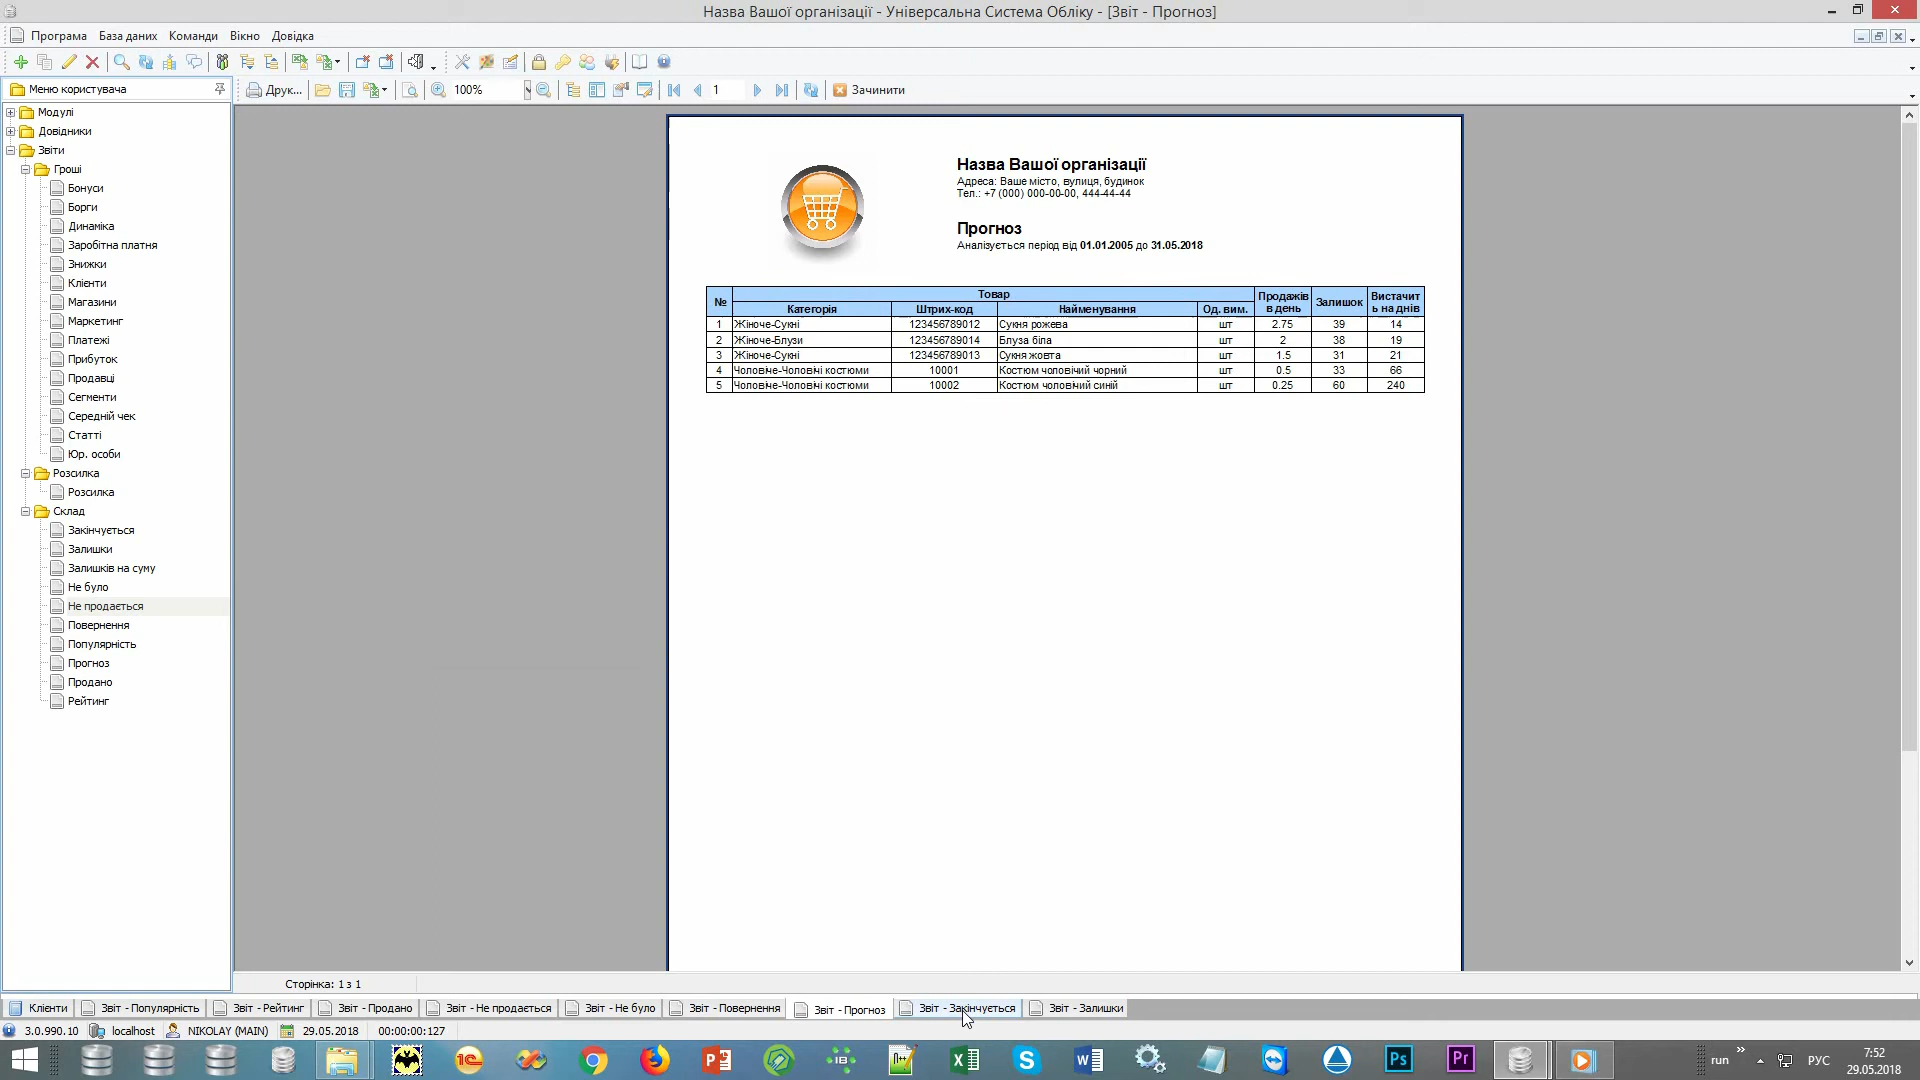 Назва Вашої організації - Універсальна Система Обліку - [Звіт - Прогноз]
Програма База даних Команди Вікно Довідка
Меню користувача
Друк... 100% 1 Зачинити
Модулі
Довідники
Звіти
Гроші
Бонуси
Борги
Динаміка
Заробітна платня
Знижки
Клієнти
Магазини
Маркетинг
Платежі
Прибуток
Продавці
Сегменти
Середній чек
Статті
Юр. особи
Розсилка
Розсилка
Склад
Закінчується
Залишки
Залишків на суму
Не було
Не продається
Повернення
Популярність
Прогноз
Продано
Рейтинг
Назва Вашої організації
Адреса: Ваше місто, вулиця, будинок
Тел.: +7 (000) 000-00-00, 444-44-44
Прогноз
Аналізується період від 01.01.2005 до 31.05.2018
№ Товар Продажів в день Залишок Вистачить на днів
Категорія Штрих-код Найменування Од. вим.
1 Жіноче-Сукні 123456789012 Сукня рожева шт 2.75 39 14
2 Жіноче-Блузи 123456789014 Блуза біла шт 2 38 19
3 Жіноче-Сукні 123456789013 Сукня жовта шт 1.5 31 21
4 Чоловіче-Чоловічі костюми 10001 Костюм чоловічий чорний шт 0.5 33 66
5 Чоловіче-Чоловічі костюми 10002 Костюм чоловічий синій шт 0.25 60 240
Сторінка: 1 з 1
Клієнти Звіт - Популярність Звіт - Рейтинг Звіт - Продано Звіт - Не продається Звіт - Не було Звіт - Повернення Звіт - Прогноз Звіт - Закінчується Звіт - Залишки
3.0.990.10 localhost NIKOLAY (MAIN) 29.05.2018 00:00:00:127
1C P IB n++ X S W Ps Pr run » РУС 7:52
29.05.2018